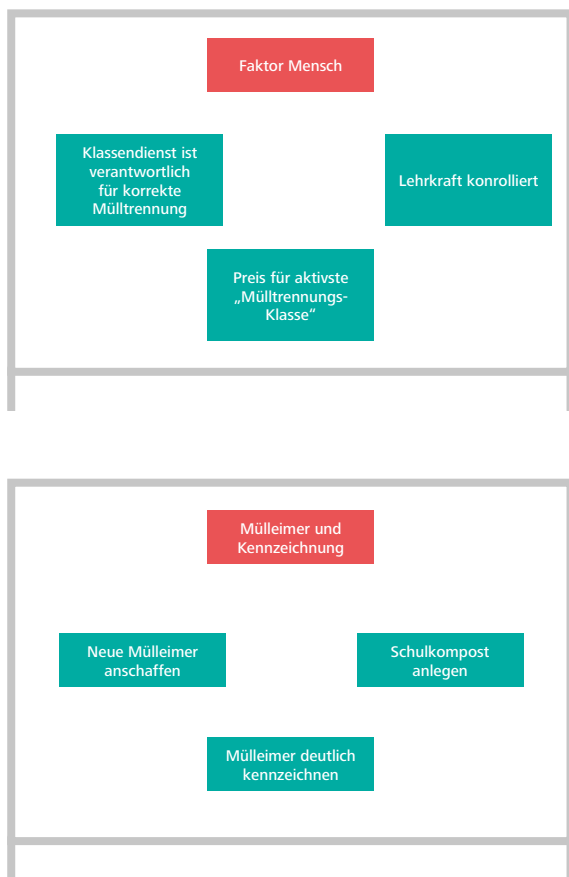 Faktor Mensch
Klassendienst ist
verantwortlich
für korrekte
Mülltrennung
Lehrkraft konrolliert
Preis für aktivste
„Mülltrennungs-
Klasse“
Mülleimer und
Kennzeichnung
Neue Mülleimer
anschaffen
Schulkompost
anlegen
Mülleimer deutlich
kennzeichnen